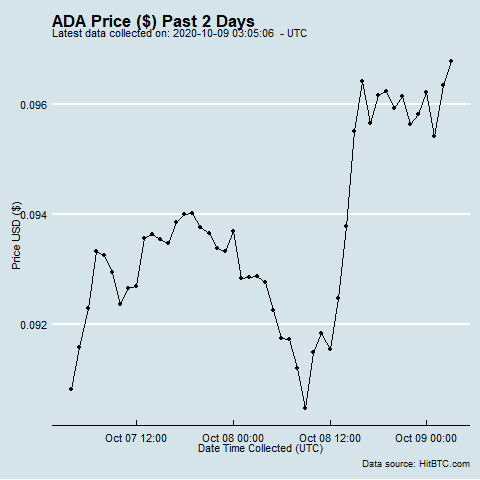 ADA Price ($) Past 2 Days
Latest data collected on: 2020-10-09 03:05:06  - UTC
Price USD ($)
0.096
0.094
0.092
Oct 07 12:00 Oct 08 00:00 Oct 08 12:00 Oct 09 00:00
Date Time Collected (UTC)
Data source: HitBTC.com